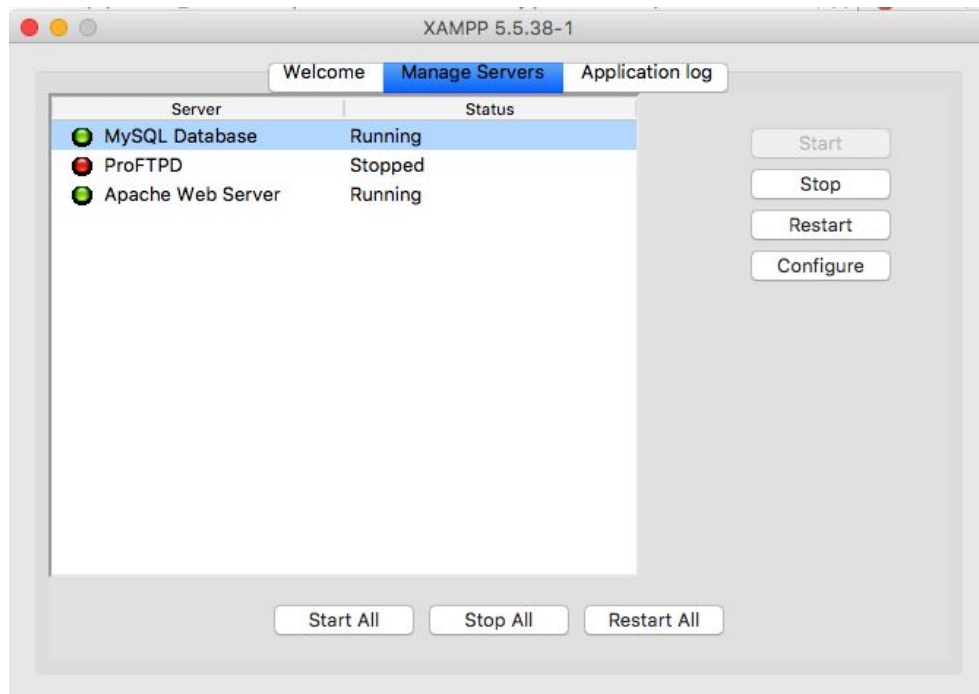 XAMPP 5.5.38-1
Welcome Manage Servers Application log
Server Status
MySQL Database Running
ProFTPD Stopped
Apache Web Server Running
Start
Stop
Restart
Configure
Start All Stop All Restart All